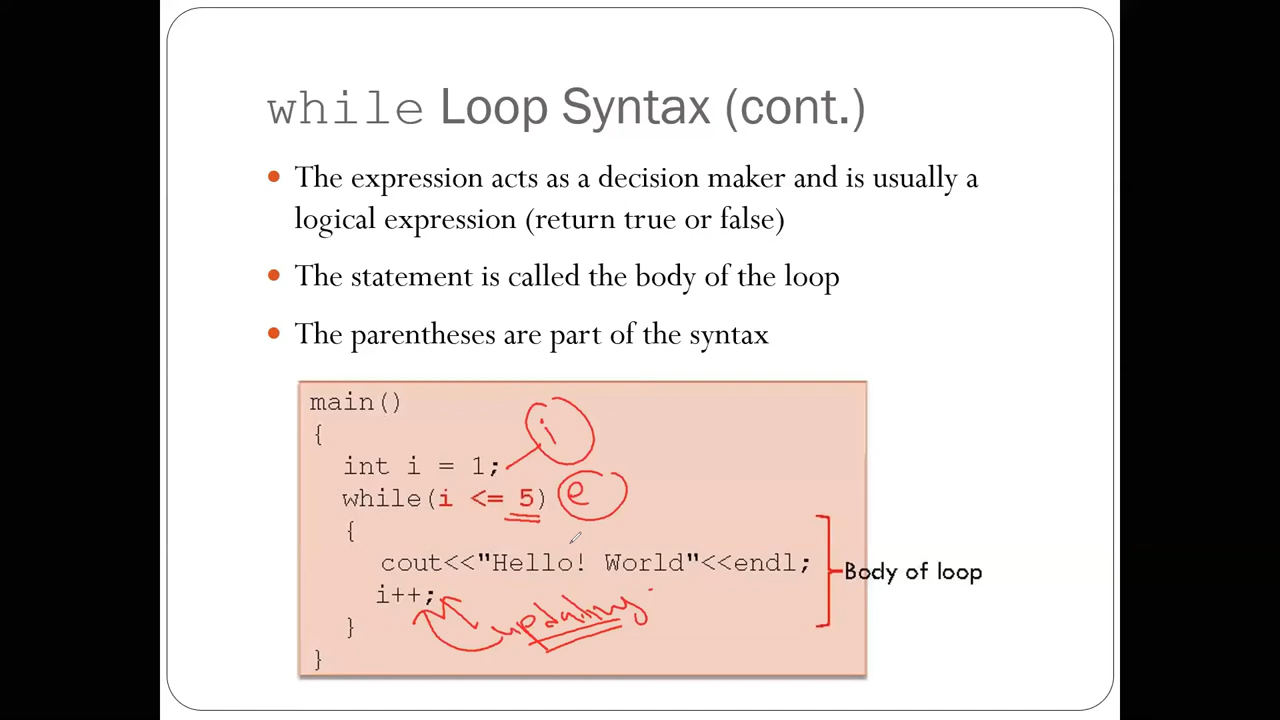 while Loop Syntax (cont.)
• The expression acts as a decision maker and is usually a
logical expression (return true or false)
• The statement is called the body of the loop
• The parentheses are part of the syntax
main()
{
i
int i = 1;
while(i <= 5) e
{
cout<<"Hello! World"<<endl;
Body of loop
i++;
updating
}
}